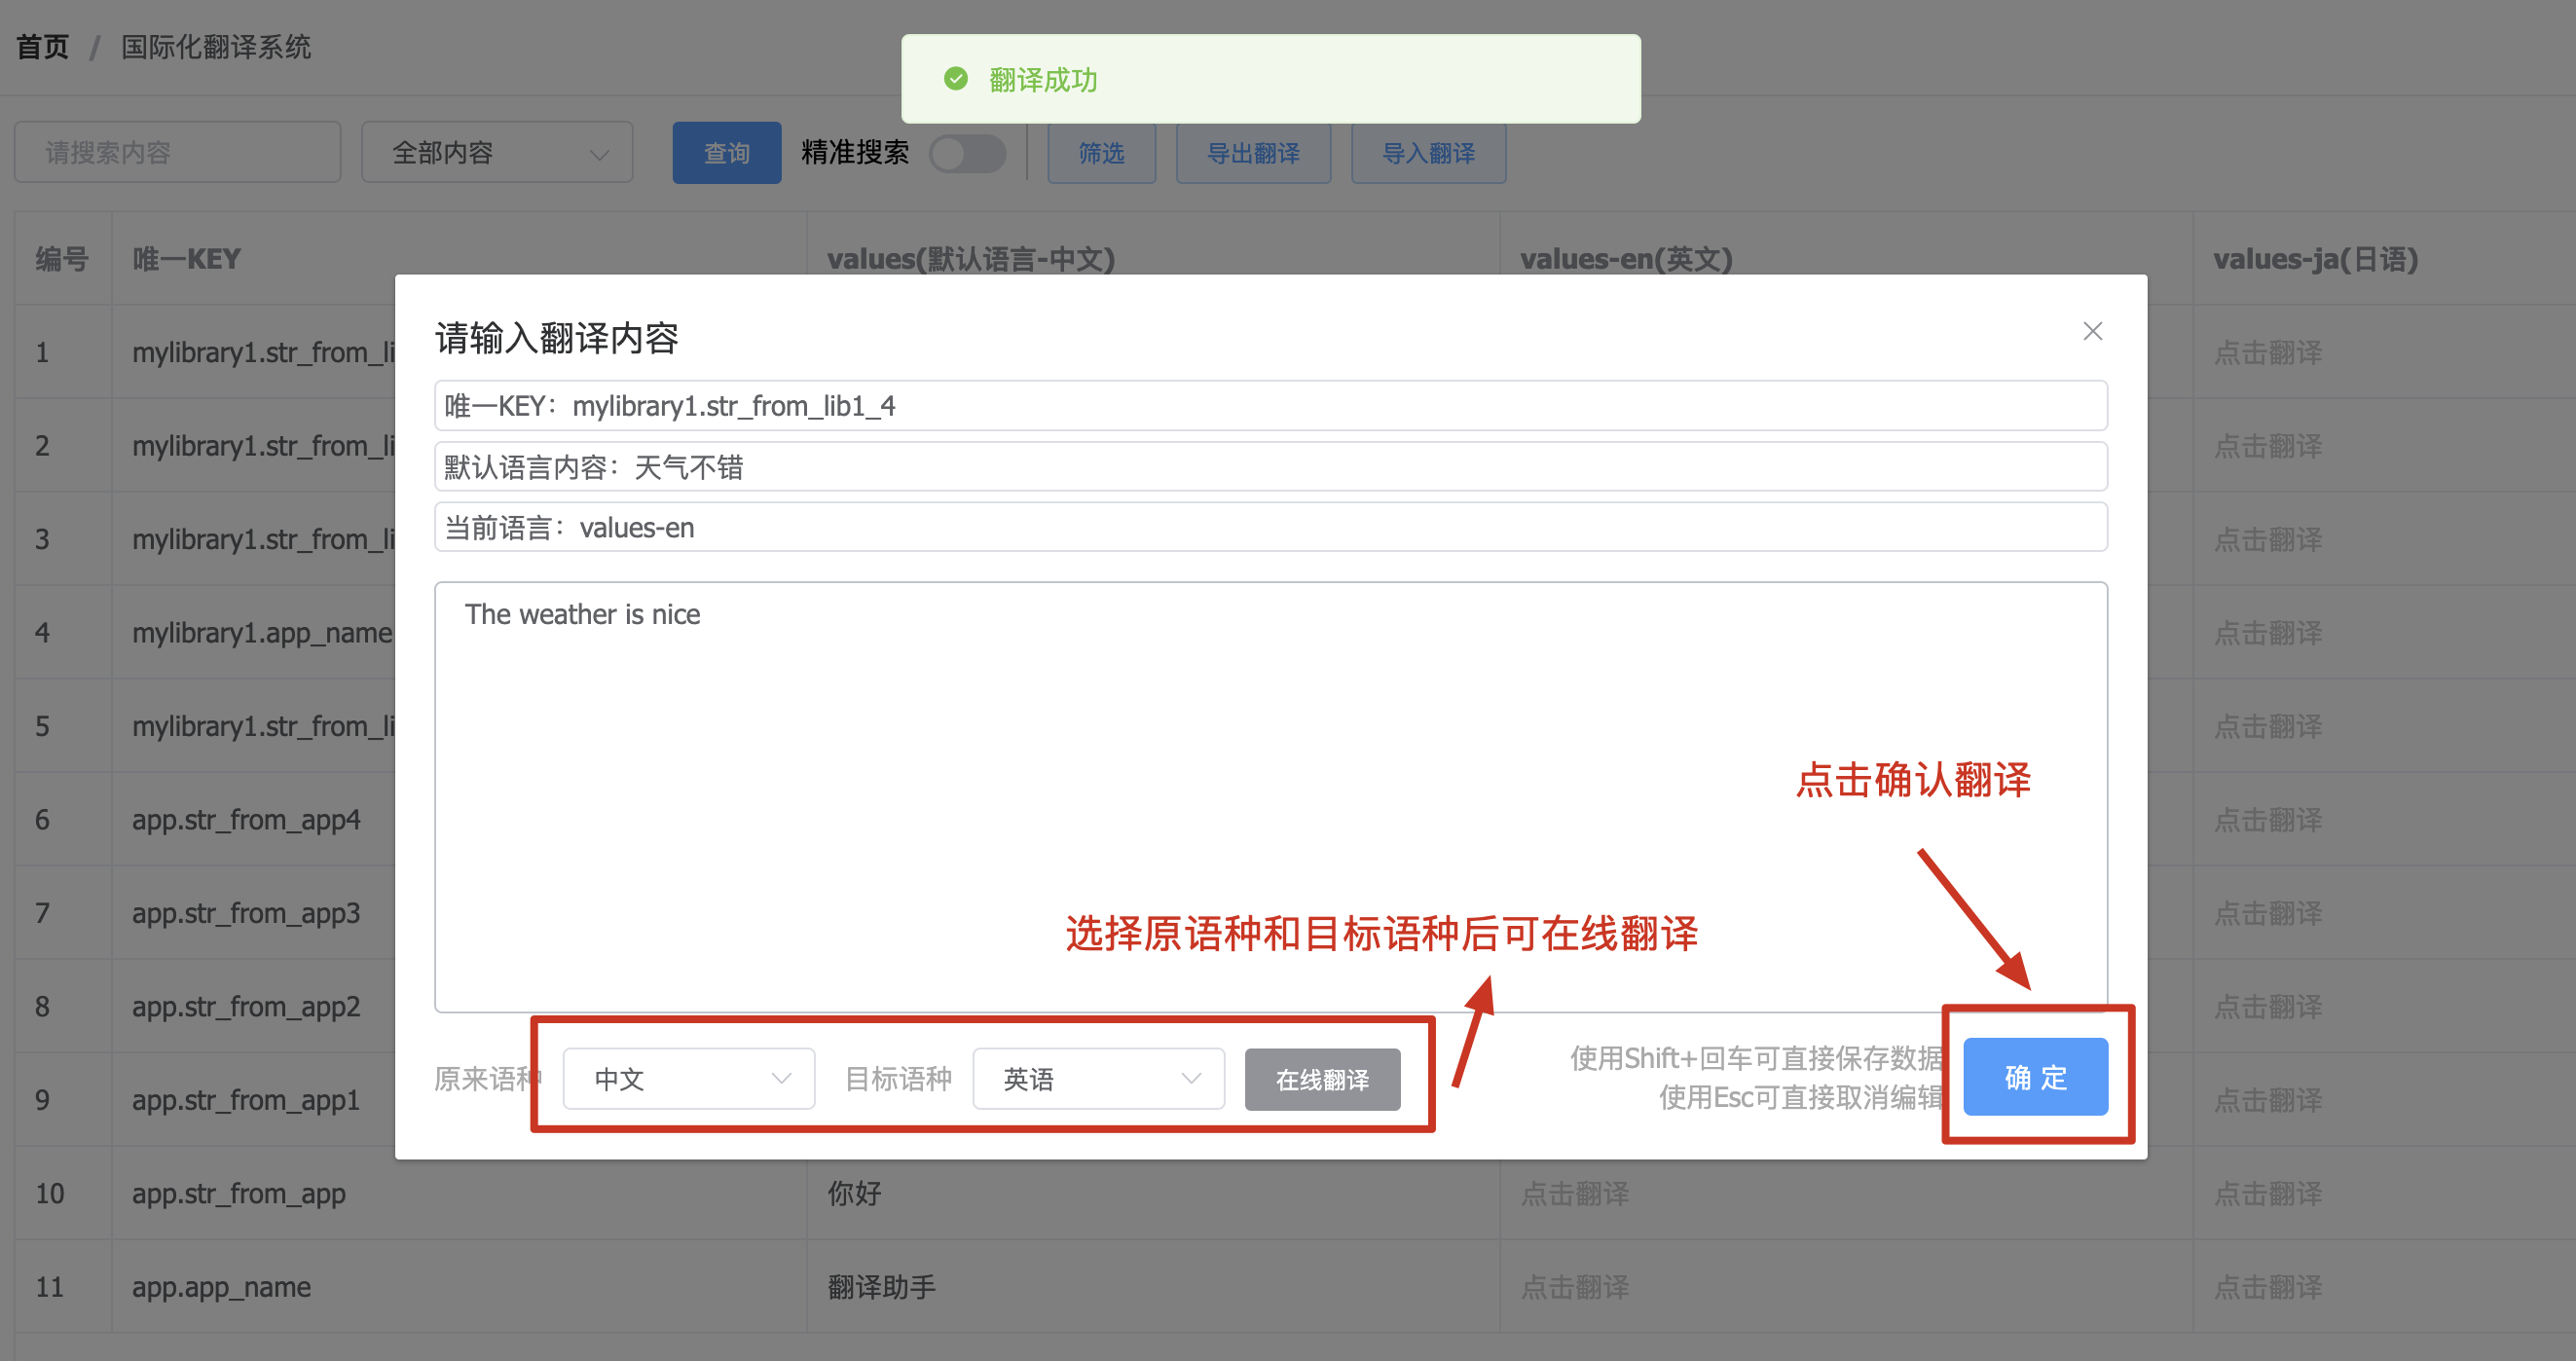 首页 / 国际化翻译系统
翻译成功
请搜索内容 全部内容 查询 精准搜索 筛选 导出翻译 导入翻译
编号 唯一KEY values(默认语言-中文) values-en(英文) values-ja(日语)
请输入翻译内容
唯一KEY：mylibrary1.str_from_lib1_4
默认语言内容：天气不错
当前语言：values-en
The weather is nice
点击确认翻译
选择原语种和目标语种后可在线翻译
原来语种 中文 目标语种 英语 在线翻译
使用Shift+回车可直接保存数据
使用Esc可直接取消编辑
确 定
1 mylibrary1.str_from_li 点击翻译
2 mylibrary1.str_from_li 点击翻译
3 mylibrary1.str_from_li 点击翻译
4 mylibrary1.app_name 点击翻译
5 mylibrary1.str_from_li 点击翻译
6 app.str_from_app4 点击翻译
7 app.str_from_app3 点击翻译
8 app.str_from_app2 点击翻译
9 app.str_from_app1 点击翻译
10 app.str_from_app 你好 点击翻译 点击翻译
11 app.app_name 翻译助手 点击翻译 点击翻译